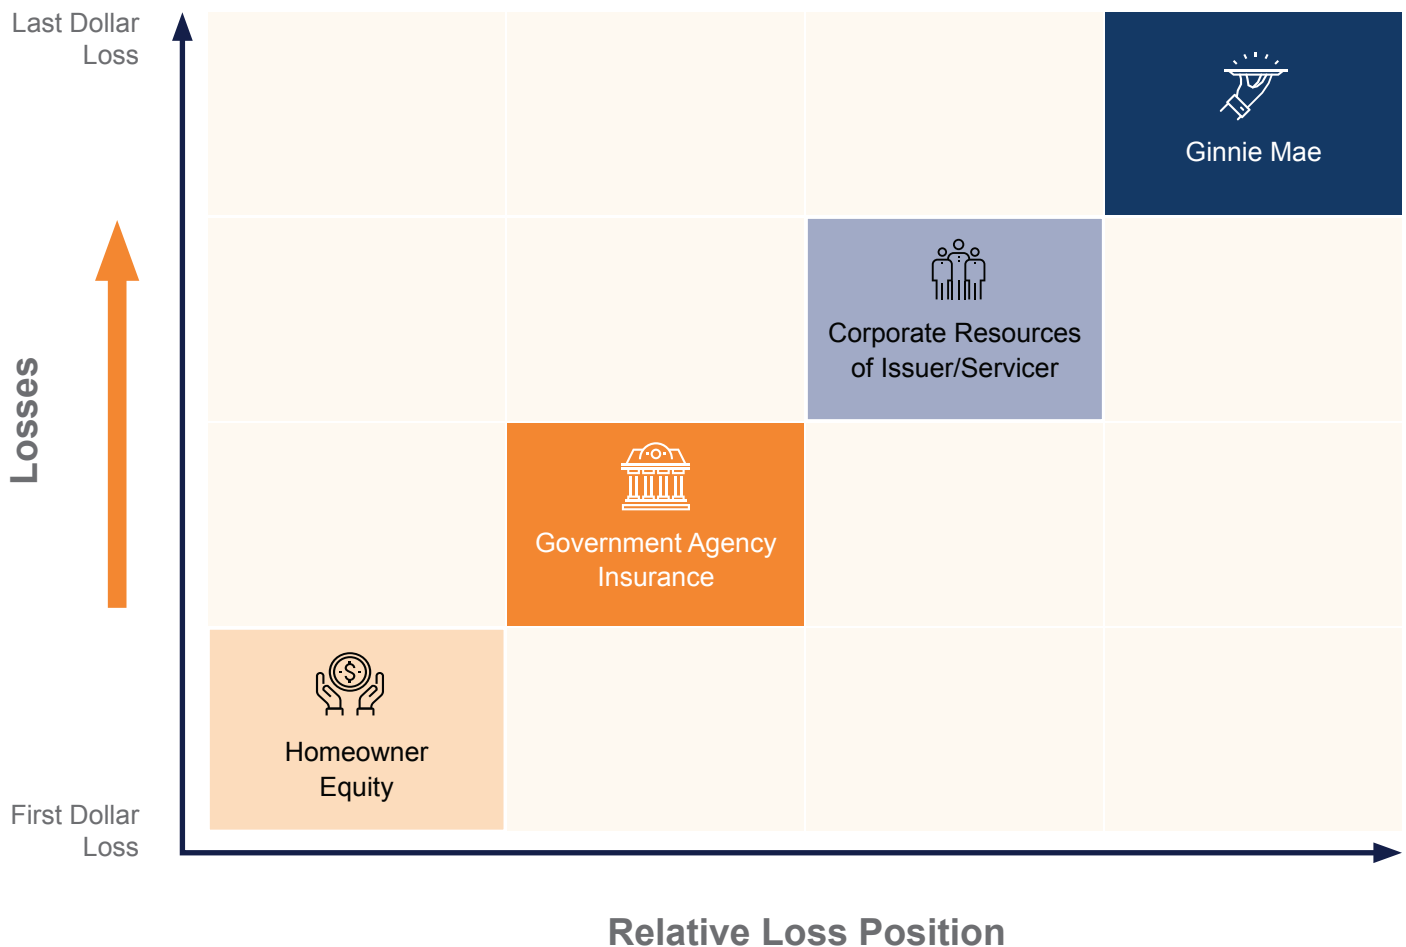 Last Dollar
Loss
Ginnie Mae
Corporate Resources
of Issuer/Servicer
Losses
Government Agency
Insurance
$
Homeowner
Equity
First Dollar
Loss
Relative Loss Position